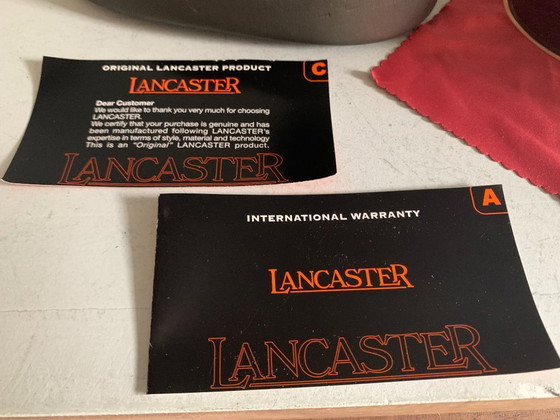 ORIGINAL LANCASTER PRODUCT
C
LANCASTER
Dear Customer
We would like to thank you very much for choosing
LANCASTER.
We certify that your purchase is genuine and has
been manufactured following LANCASTER's
expertise in terms of style, material and technology
This is an "Original" LANCASTER product.
LANCASTER
A
INTERNATIONAL WARRANTY
LANCASTER
LANCASTER